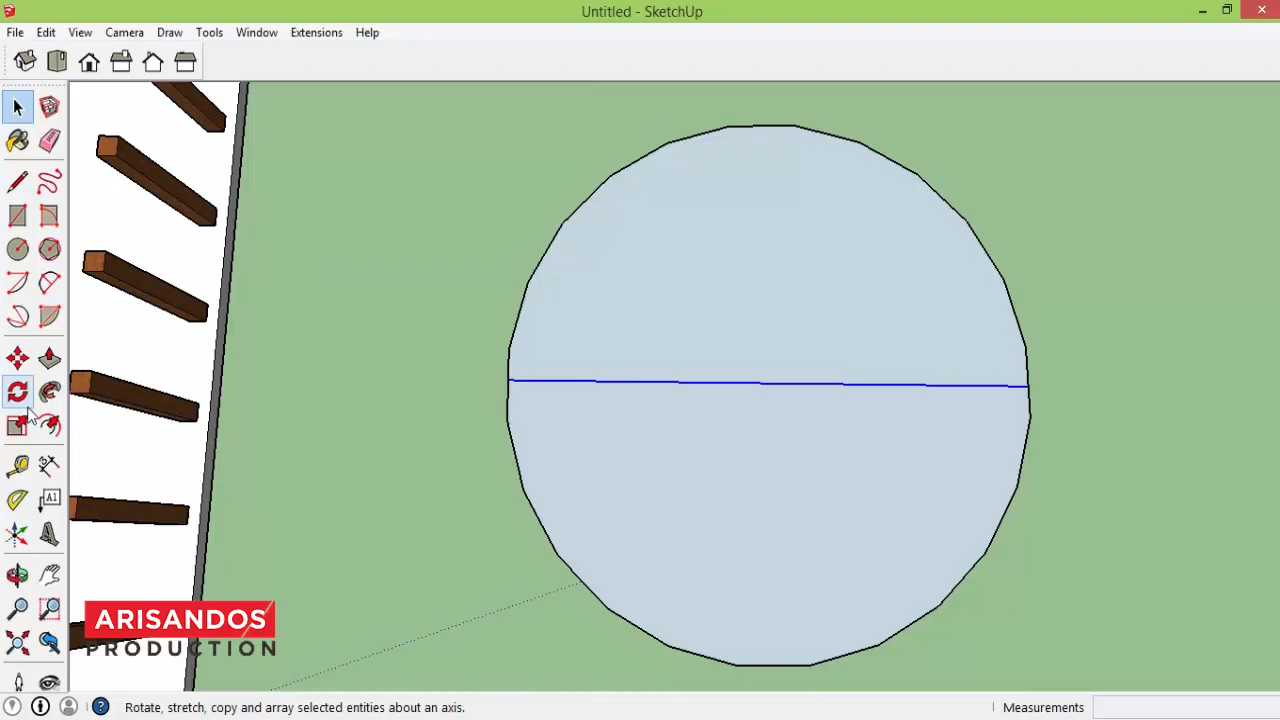 Untitled - SketchUp
File Edit View Camera Draw Tools Window Extensions Help
A1
ARISANDOS
PRODUCTION
Rotate, stretch, copy and array selected entities about an axis.
Measurements